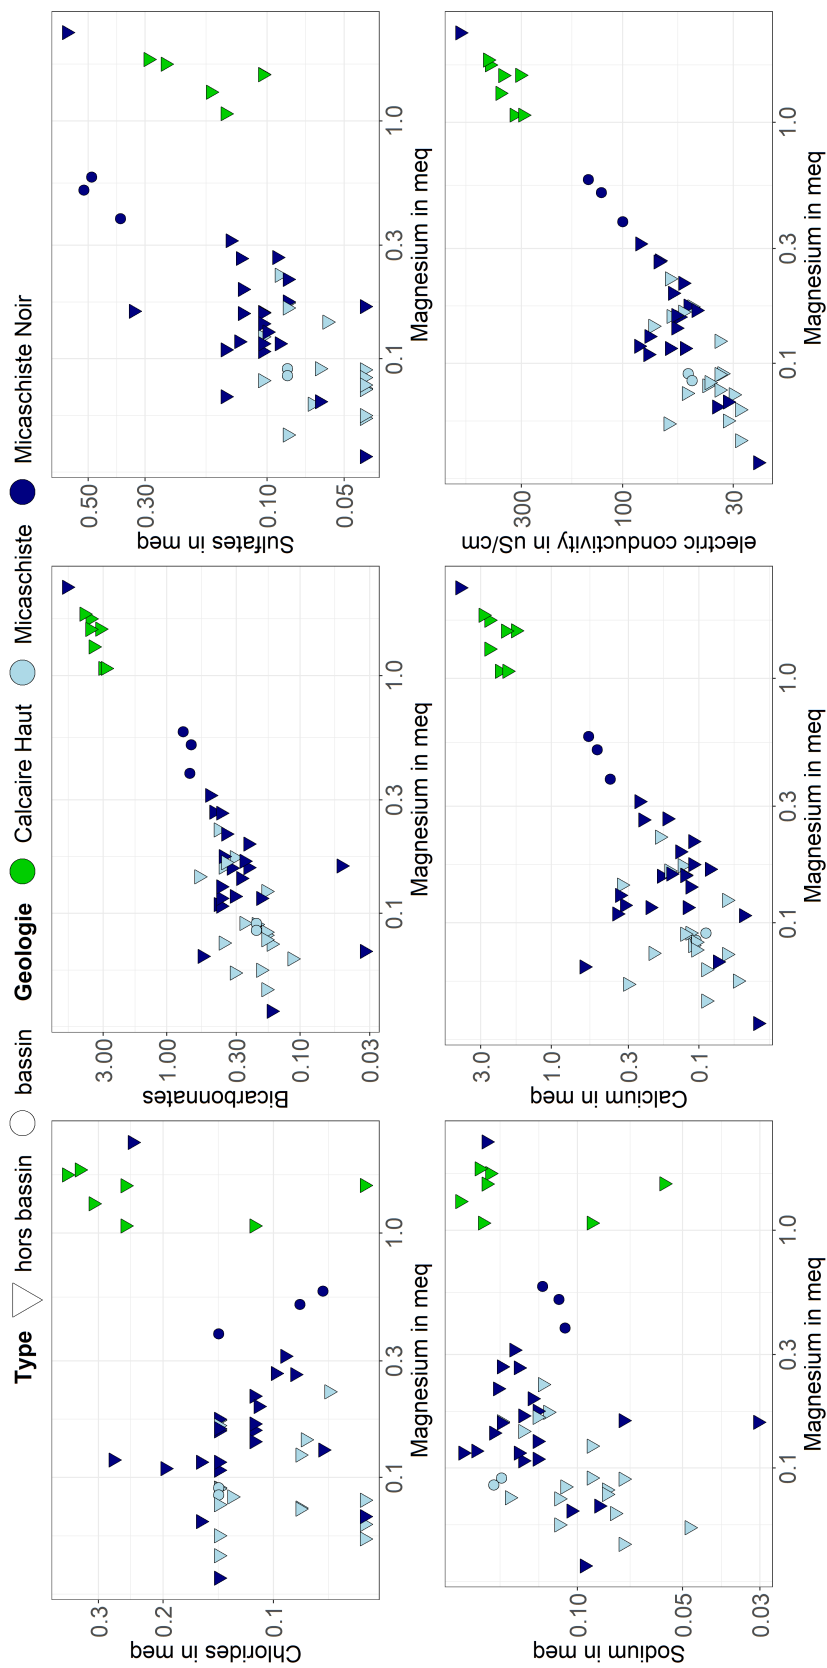 Type hors bassin bassin Geologie Calcaire Haut Micaschiste Micaschiste Noir
Chlorides in meq
0.3
0.2
0.1
0.1 0.3 1.0
Magnesium in meq
Bicarbonnates
3.00
1.00
0.30
0.10
0.03
0.1 0.3 1.0
Magnesium in meq
Sulfates in meq
0.50
0.30
0.10
0.05
0.1 0.3 1.0
Magnesium in meq
Sodium in meq
0.10
0.05
0.03
0.1 0.3 1.0
Magnesium in meq
Calcium in meq
3.0
1.0
0.3
0.1
0.1 0.3 1.0
Magnesium in meq
electric conductivity in uS/cm
300
100
30
0.1 0.3 1.0
Magnesium in meq